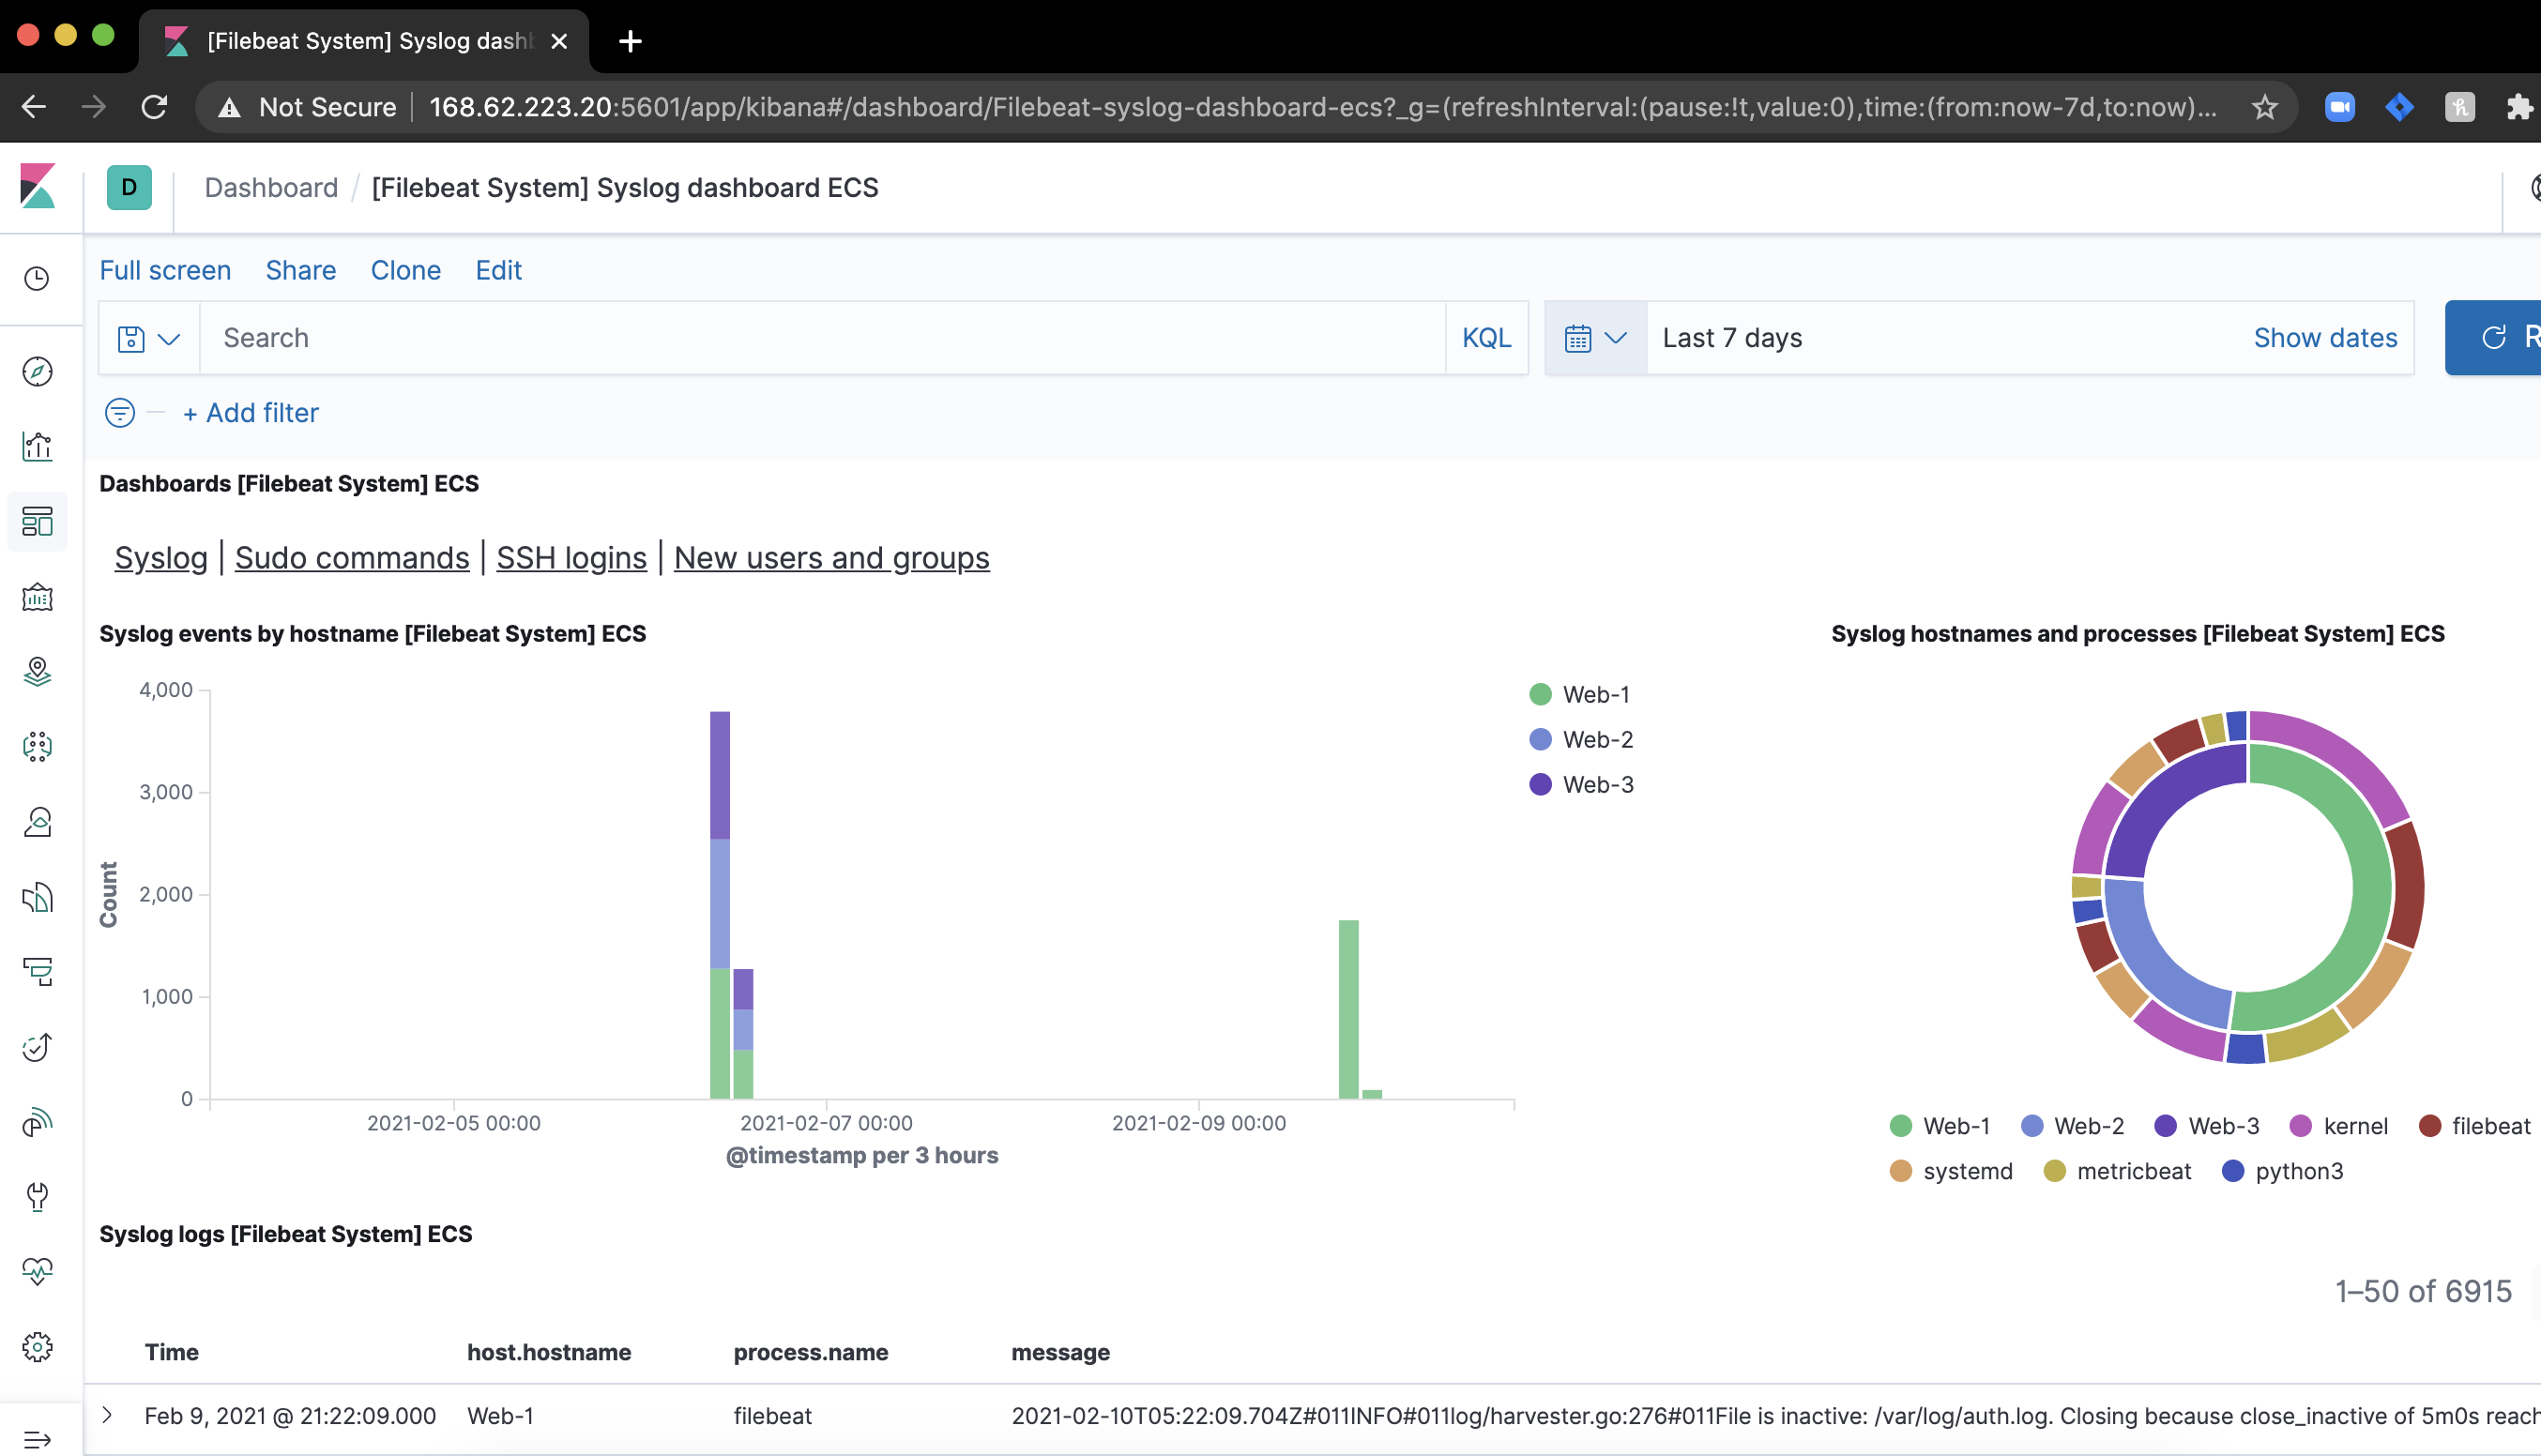 [Filebeat System] Syslog dashb
Not Secure 168.62.223.20:5601/app/kibana#/dashboard/Filebeat-syslog-dashboard-ecs?_g=(refreshInterval:(pause:!t,value:0),time:(from:now-7d,to:now)...
D Dashboard / [Filebeat System] Syslog dashboard ECS
Full screen Share Clone Edit
Search KQL Last 7 days Show dates R
+ Add filter
Dashboards [Filebeat System] ECS
Syslog | Sudo commands | SSH logins | New users and groups
Syslog events by hostname [Filebeat System] ECS
4,000
3,000
2,000
1,000
0
Count
2021-02-05 00:00 2021-02-07 00:00 2021-02-09 00:00
@timestamp per 3 hours
Web-1
Web-2
Web-3
Syslog hostnames and processes [Filebeat System] ECS
Web-1 Web-2 Web-3 kernel filebeat
systemd metricbeat python3
Syslog logs [Filebeat System] ECS
1–50 of 6915
Time host.hostname process.name message
Feb 9, 2021 @ 21:22:09.000 Web-1 filebeat 2021-02-10T05:22:09.704Z#011INFO#011log/harvester.go:276#011File is inactive: /var/log/auth.log. Closing because close_inactive of 5m0s reach